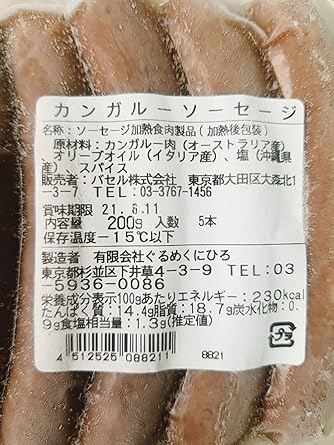 カンガルーソーセージ
名称：ソーセージ加熱食肉製品(加熱後包装)
原材料：カンガルー肉(オーストラリア産)、
オリーブオイル(イタリア産)、塩(沖縄県
産)、スパイス
販売者：バセル株式会社 東京都大田区大森北1
-3-7 TEL：03-3767-1456
賞味期限 21.6.11
内容量 200g 入数 5本
保存温度-15℃以下
製造者 有限会社ぐるめくにひろ
東京都杉並区下井草4-3-9 TEL：03
-5936-0086
栄養成分表示100gあたりエネルギー：230kcal
たんぱく質：14.4g脂質：18.7g炭水化物：0.
9g食塩相当量：1.3g(推定値)
4 512525 088211
8821
プラ